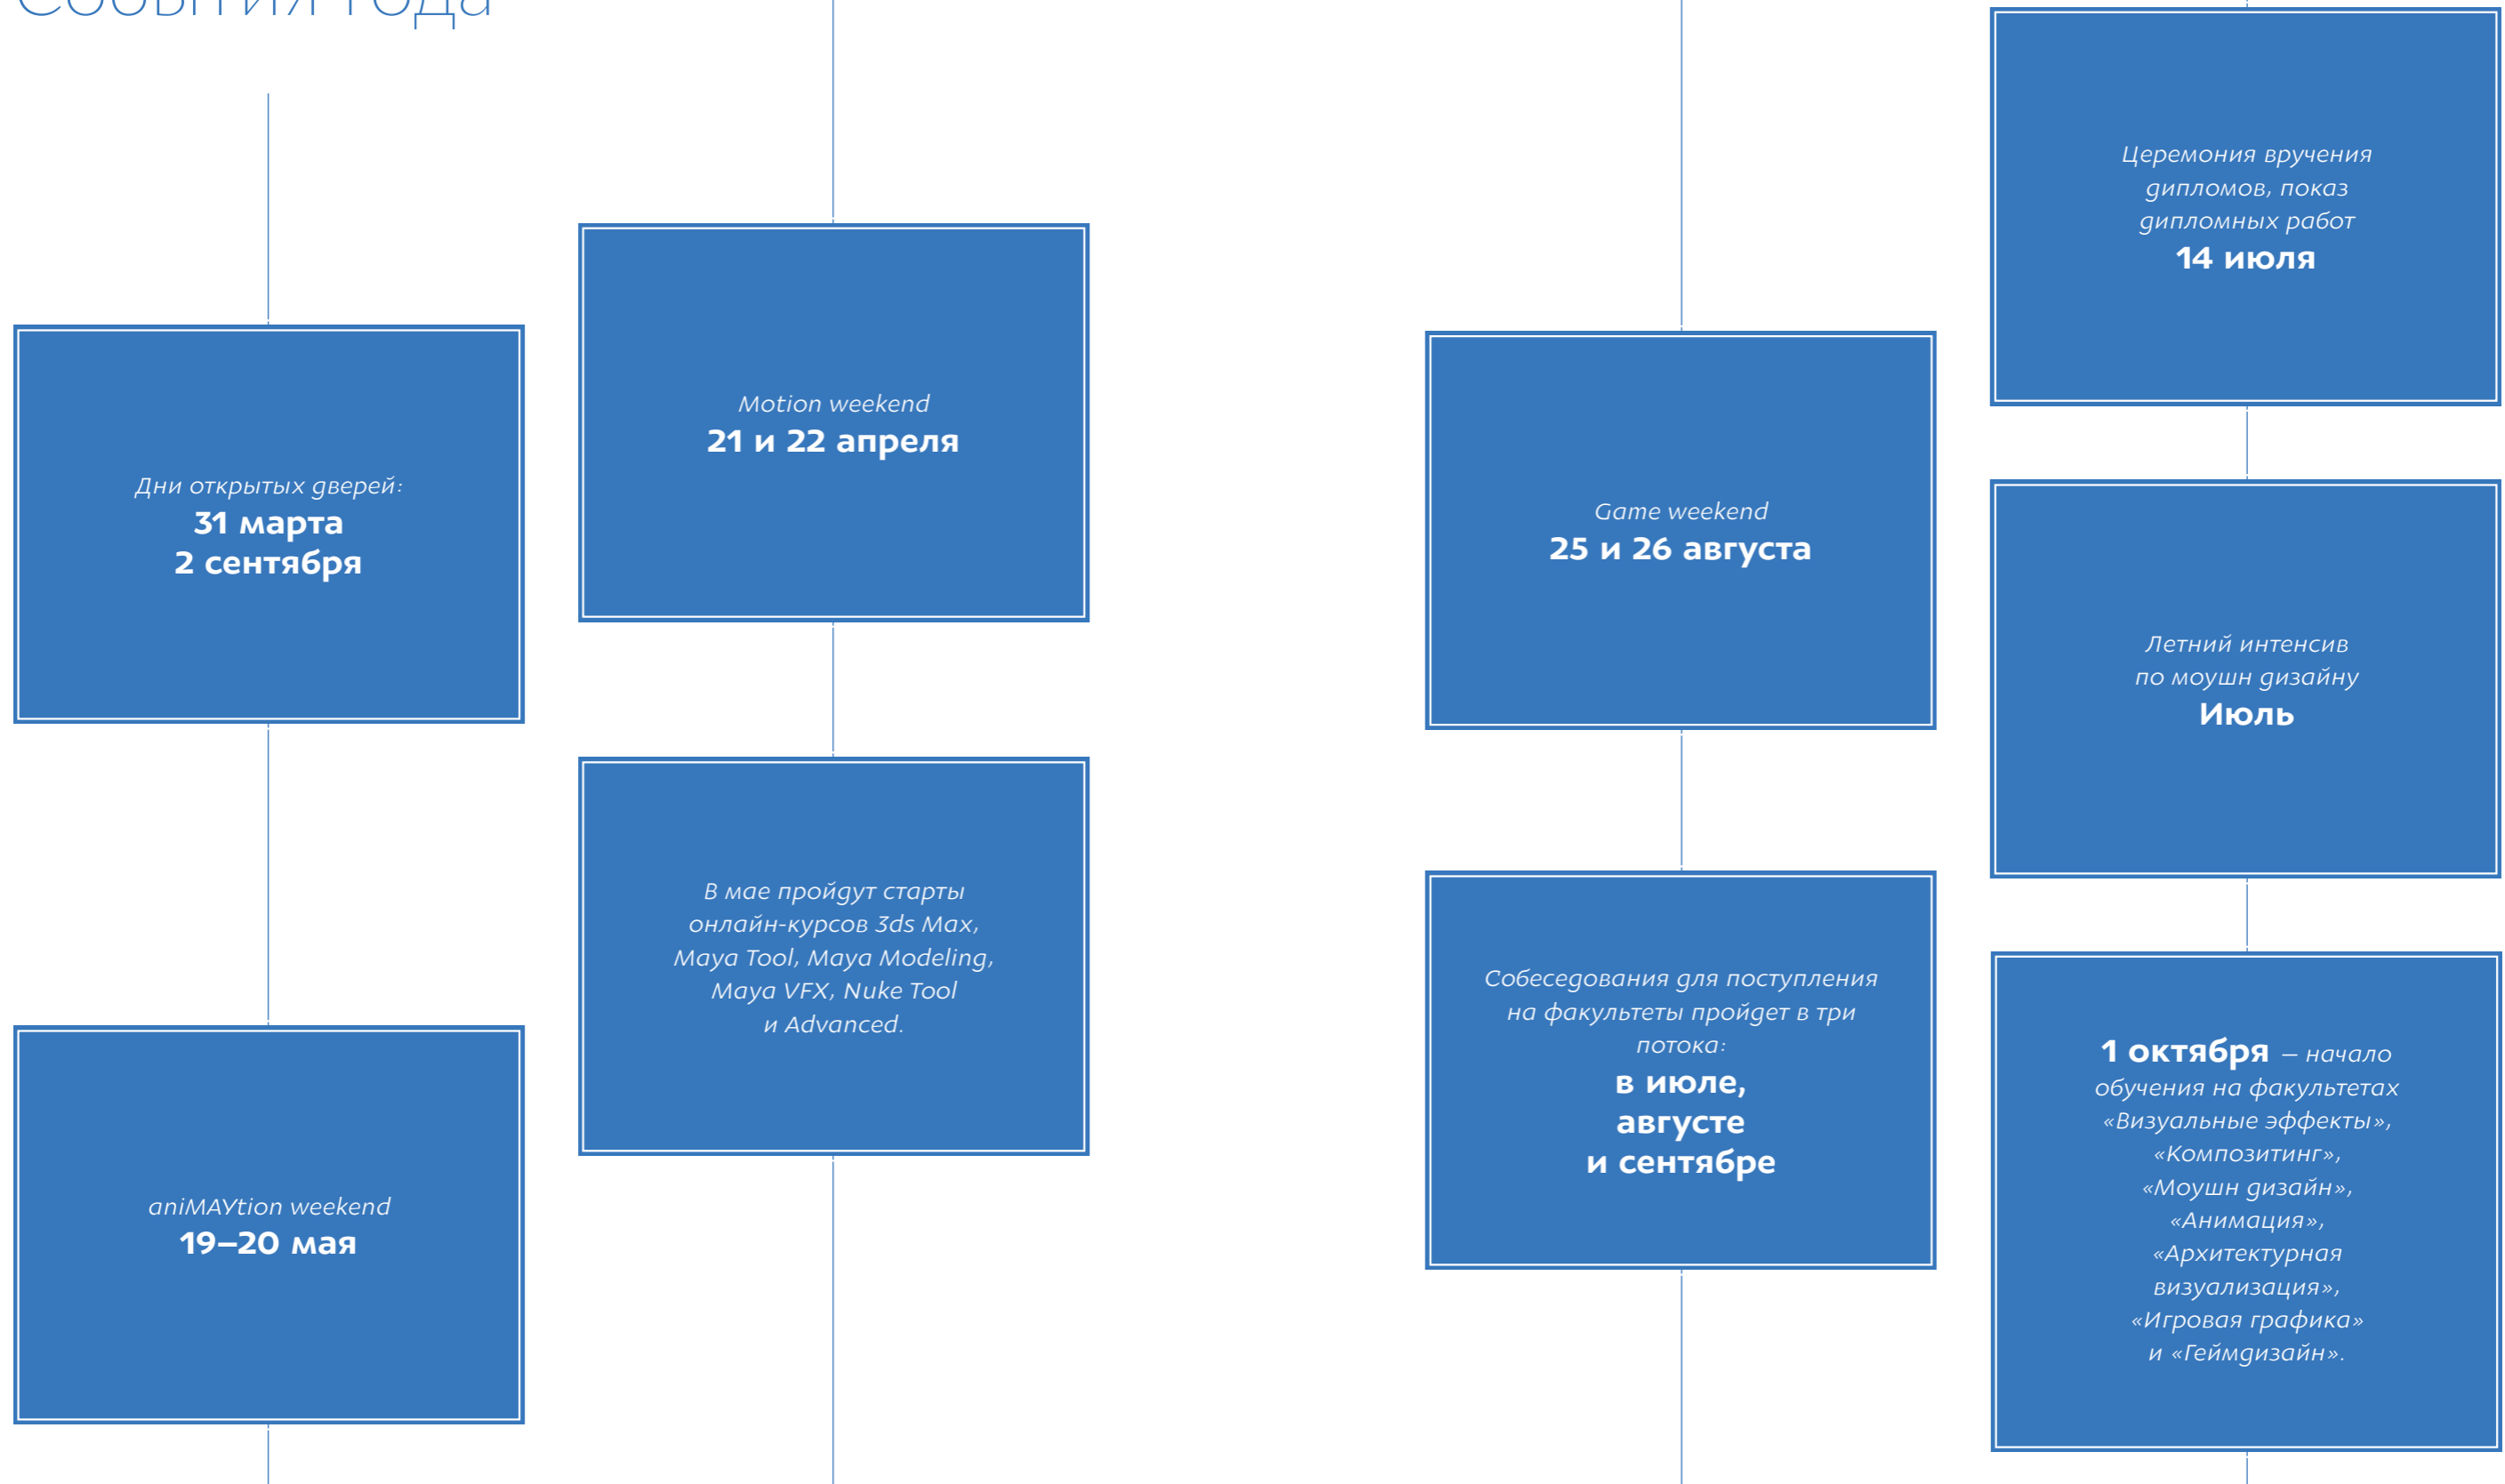 События года
Дни открытых дверей:
31 марта
2 сентября
aniMAYtion weekend
19–20 мая
Motion weekend
21 и 22 апреля
В мае пройдут старты
онлайн-курсов 3ds Max,
Maya Tool, Maya Modeling,
Maya VFX, Nuke Tool
и Advanced.
Game weekend
25 и 26 августа
Собеседования для поступления
на факультеты пройдет в три
потока:
в июле,
августе
и сентябре
Церемония вручения
дипломов, показ
дипломных работ
14 июля
Летний интенсив
по моушн дизайну
Июль
1 октября – начало
обучения на факультетах
«Визуальные эффекты»,
«Композитинг»,
«Моушн дизайн»,
«Анимация»,
«Архитектурная
визуализация»,
«Игровая графика»
и «Геймдизайн».